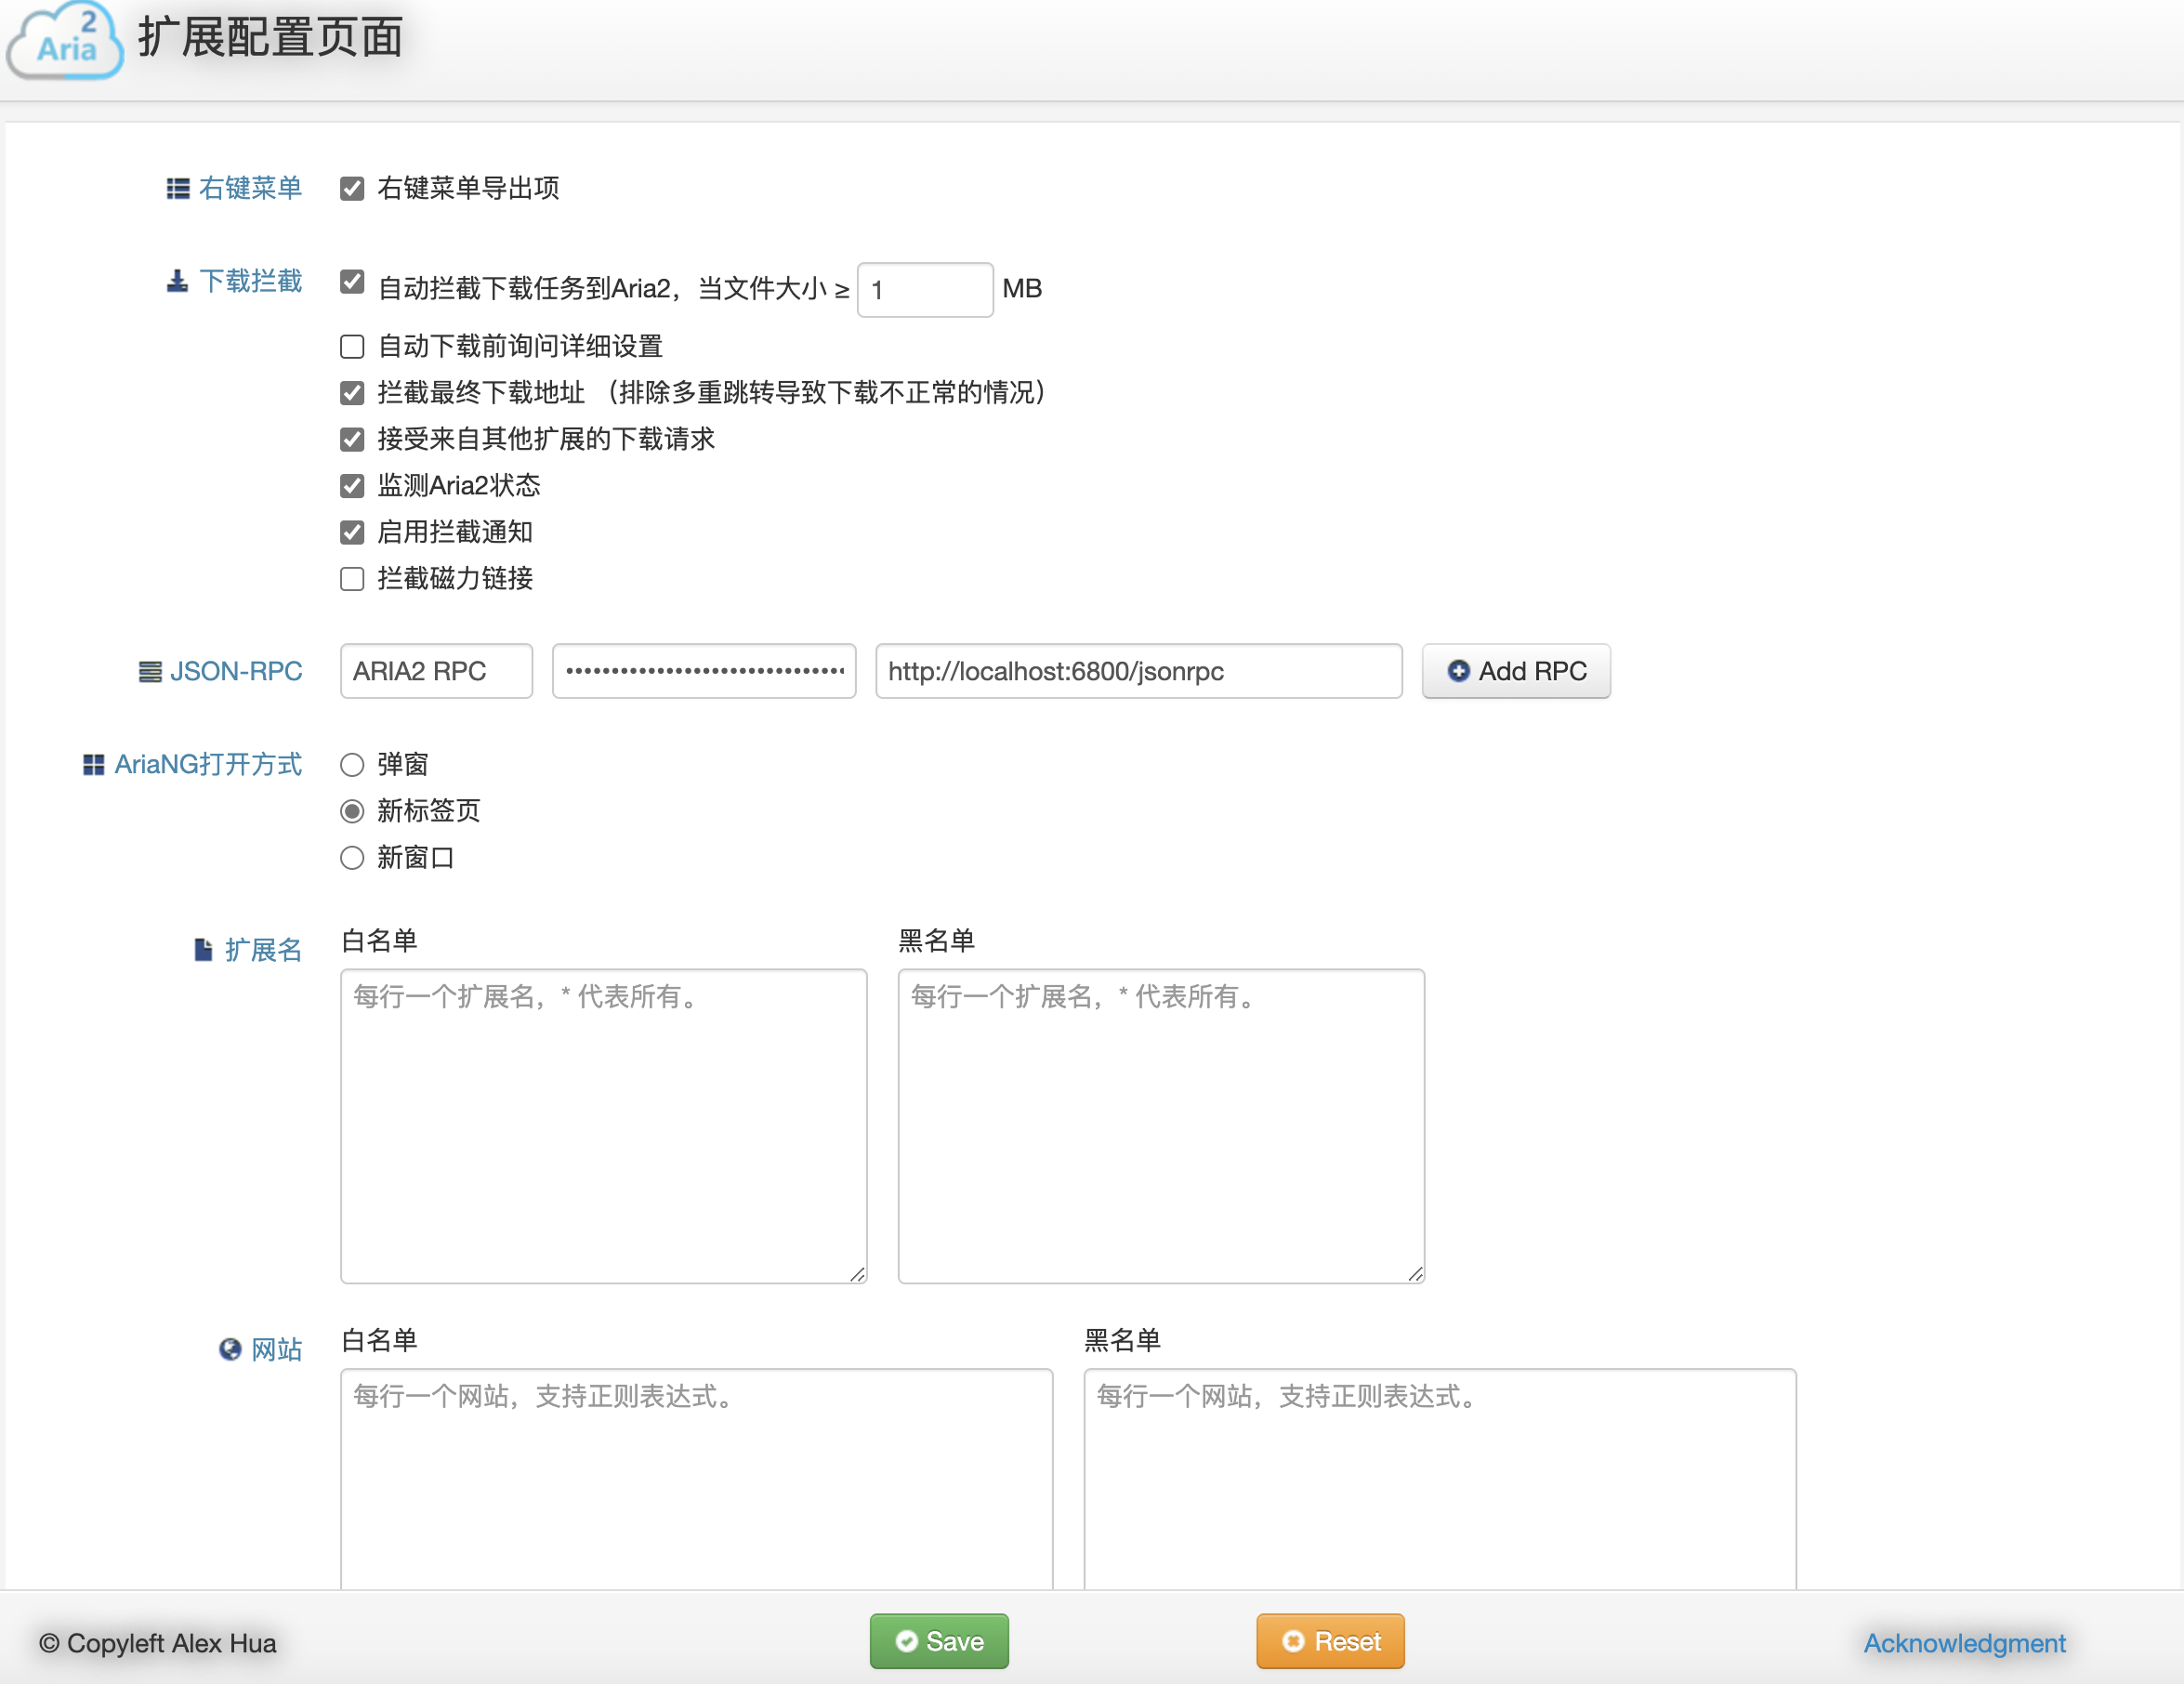 Aria2 扩展配置页面
右键菜单 右键菜单导出项
下载拦截 自动拦截下载任务到Aria2，当文件大小 ≥ 1 MB
自动下载前询问详细设置
拦截最终下载地址 （排除多重跳转导致下载不正常的情况）
接受来自其他扩展的下载请求
监测Aria2状态
启用拦截通知
拦截磁力链接
JSON-RPC ARIA2 RPC •••••••••••••••••••••••••••••• http://localhost:6800/jsonrpc Add RPC
AriaNG打开方式 弹窗
新标签页
新窗口
扩展名 白名单 黑名单
每行一个扩展名，* 代表所有。 每行一个扩展名，* 代表所有。
网站 白名单 黑名单
每行一个网站，支持正则表达式。 每行一个网站，支持正则表达式。
© Copyleft Alex Hua Save Reset Acknowledgment